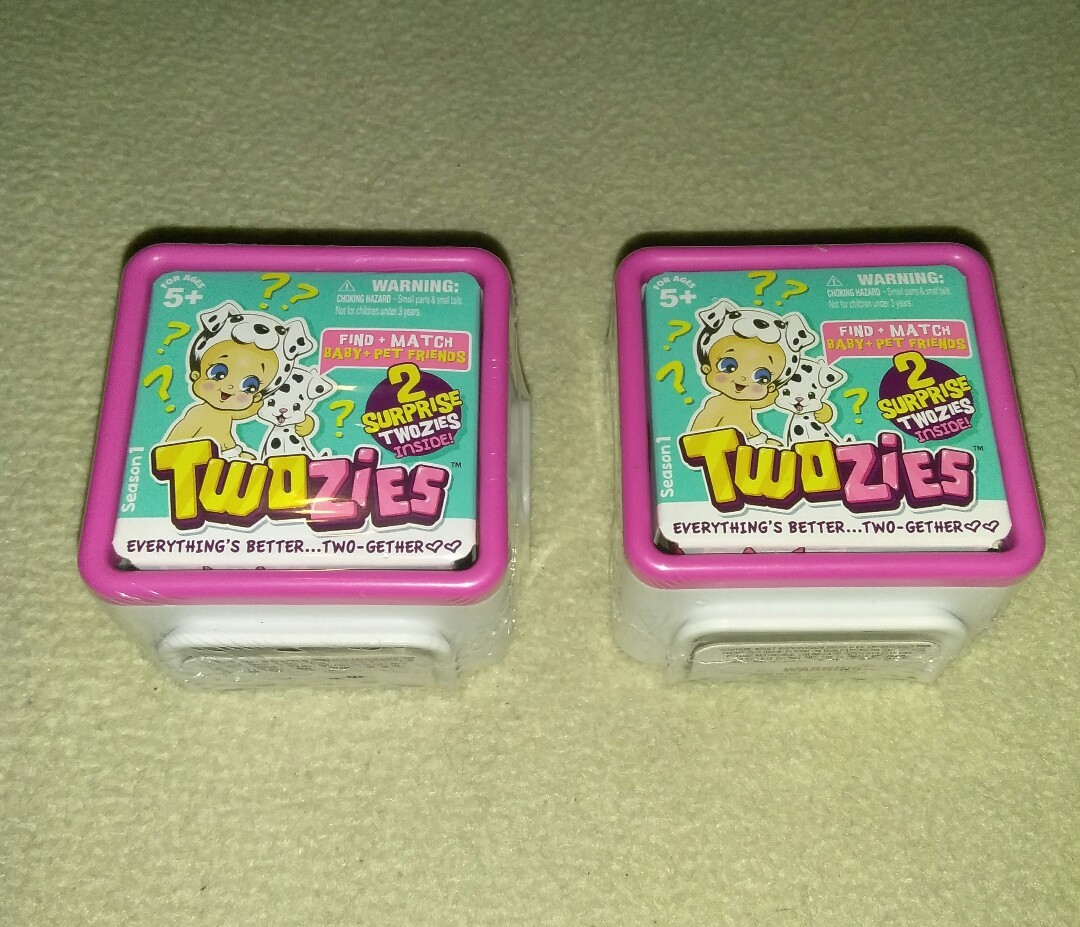 FOR AGES
5+
WARNING:
CHOKING HAZARD - Small parts & small balls.
Not for children under 3 years.
FIND + MATCH
BABY + PET FRIENDS
2
SURPRISE
TWOZIES
INSIDE!
Season 1
TWOZIES™
EVERYTHING'S BETTER...TWO-GETHER♡♡
FOR AGES
5+
WARNING:
CHOKING HAZARD - Small parts & small balls.
Not for children under 3 years.
FIND + MATCH
BABY + PET FRIENDS
2
SURPRISE
TWOZIES
INSIDE!
Season 1
TWOZIES™
EVERYTHING'S BETTER...TWO-GETHER♡♡
WARNING